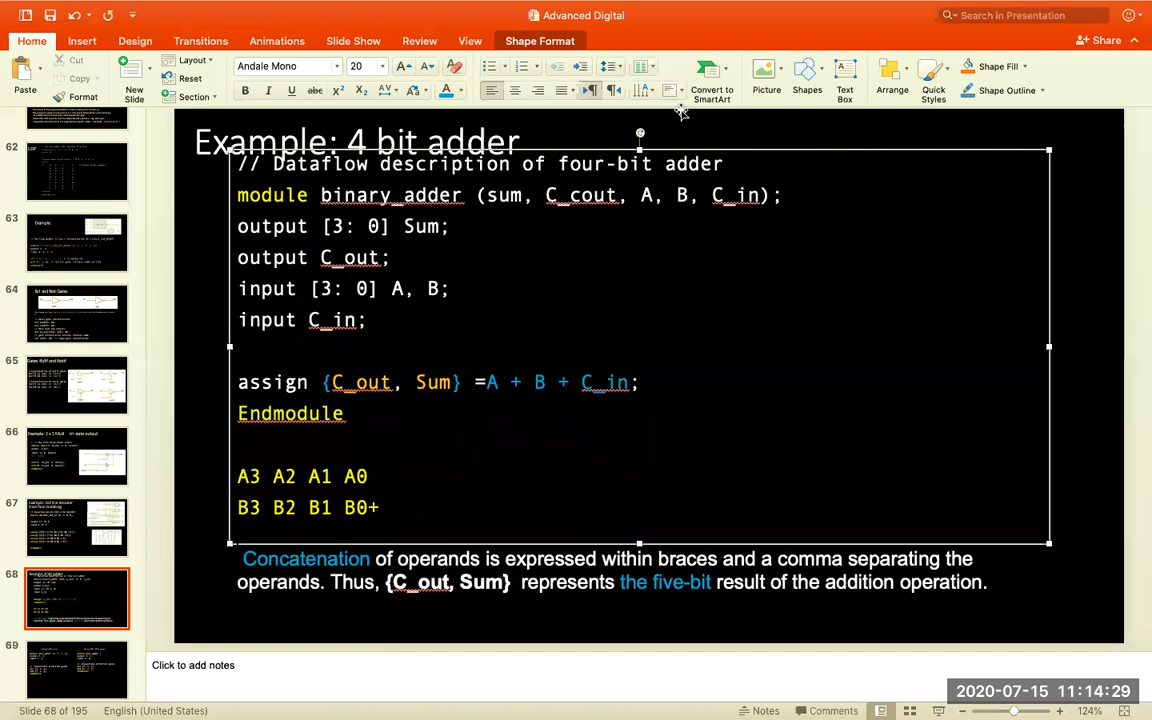 Advanced Digital
Search in Presentation
Home Insert Design Transitions Animations Slide Show Review View Shape Format Share
Paste
Cut
Copy
Format
New Slide
Layout
Reset
Section
Andale Mono 20
Convert to SmartArt
Picture
Shapes
Text Box
Arrange
Quick Styles
Shape Fill
Shape Outline
Example: 4 bit adder
// Dataflow description of four-bit adder
module binary_adder (sum, C_cout, A, B, C_in);
output [3: 0] Sum;
output C_out;
input [3: 0] A, B;
input C_in;
assign {C_out, Sum} =A + B + C_in;
Endmodule
A3 A2 A1 A0
B3 B2 B1 B0+
Concatenation of operands is expressed within braces and a comma separating the
operands. Thus, {C_out, Sum} represents the five-bit result of the addition operation.
62
63
64
65
66
67
68
69
Click to add notes
2020-07-15 11:14:29
Slide 68 of 195 English (United States) Notes Comments 124%